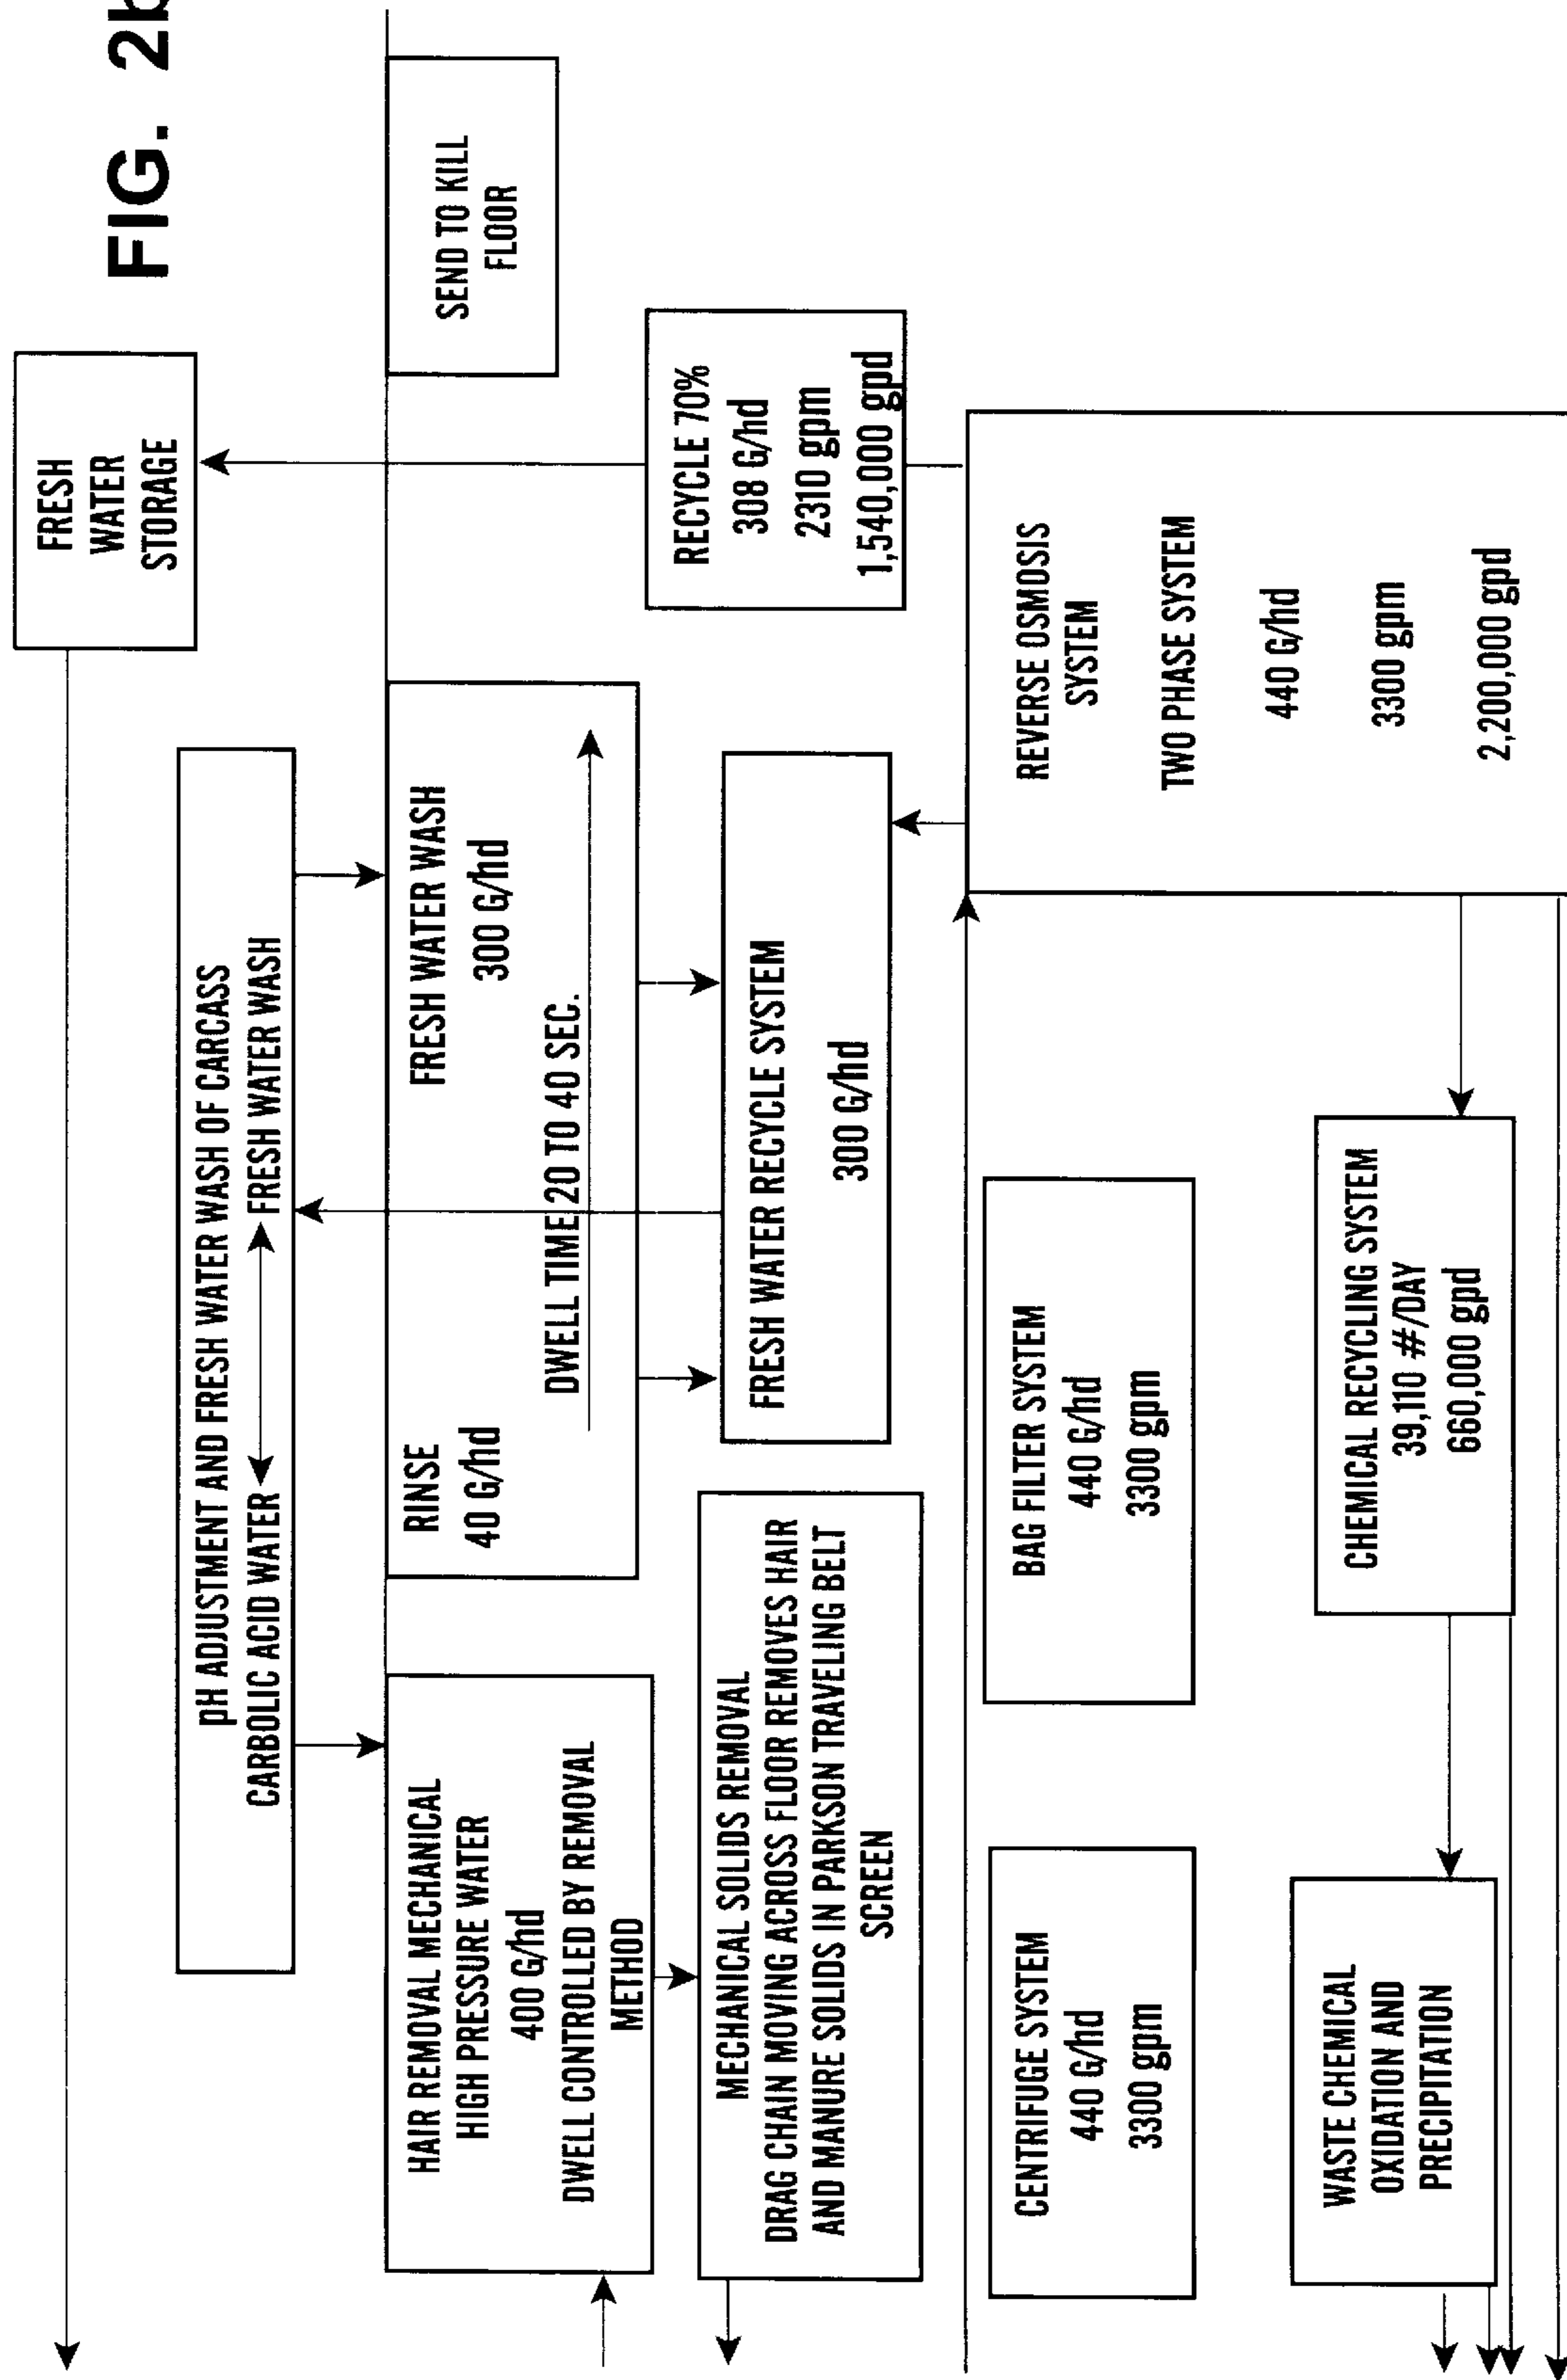 FIG. 2b
FRESH
WATER
STORAGE
pH ADJUSTMENT AND FRESH WATER WASH OF CARCASS
CARBOLIC ACID WATER FRESH WATER WASH
HAIR REMOVAL MECHANICAL
HIGH PRESSURE WATER
400 G/hd
DWELL CONTROLLED BY REMOVAL
METHOD
RINSE
40 G/hd
FRESH WATER WASH
300 G/hd
DWELL TIME 20 TO 40 SEC.
SEND TO KILL
FLOOR
MECHANICAL SOLIDS REMOVAL
DRAG CHAIN MOVING ACROSS FLOOR REMOVES HAIR
AND MANURE SOLIDS IN PARKSON TRAVELING BELT
SCREEN
FRESH WATER RECYCLE SYSTEM
300 G/hd
RECYCLE 70%
308 G/hd
2310 gpm
1,540,000 gpd
CENTRIFUGE SYSTEM
440 G/hd
3300 gpm
BAG FILTER SYSTEM
440 G/hd
3300 gpm
REVERSE OSMOSIS
SYSTEM
TWO PHASE SYSTEM
440 G/hd
3300 gpm
2,200,000 gpd
WASTE CHEMICAL
OXIDATION AND
PRECIPITATION
CHEMICAL RECYCLING SYSTEM
39,110 #/DAY
660,000 gpd